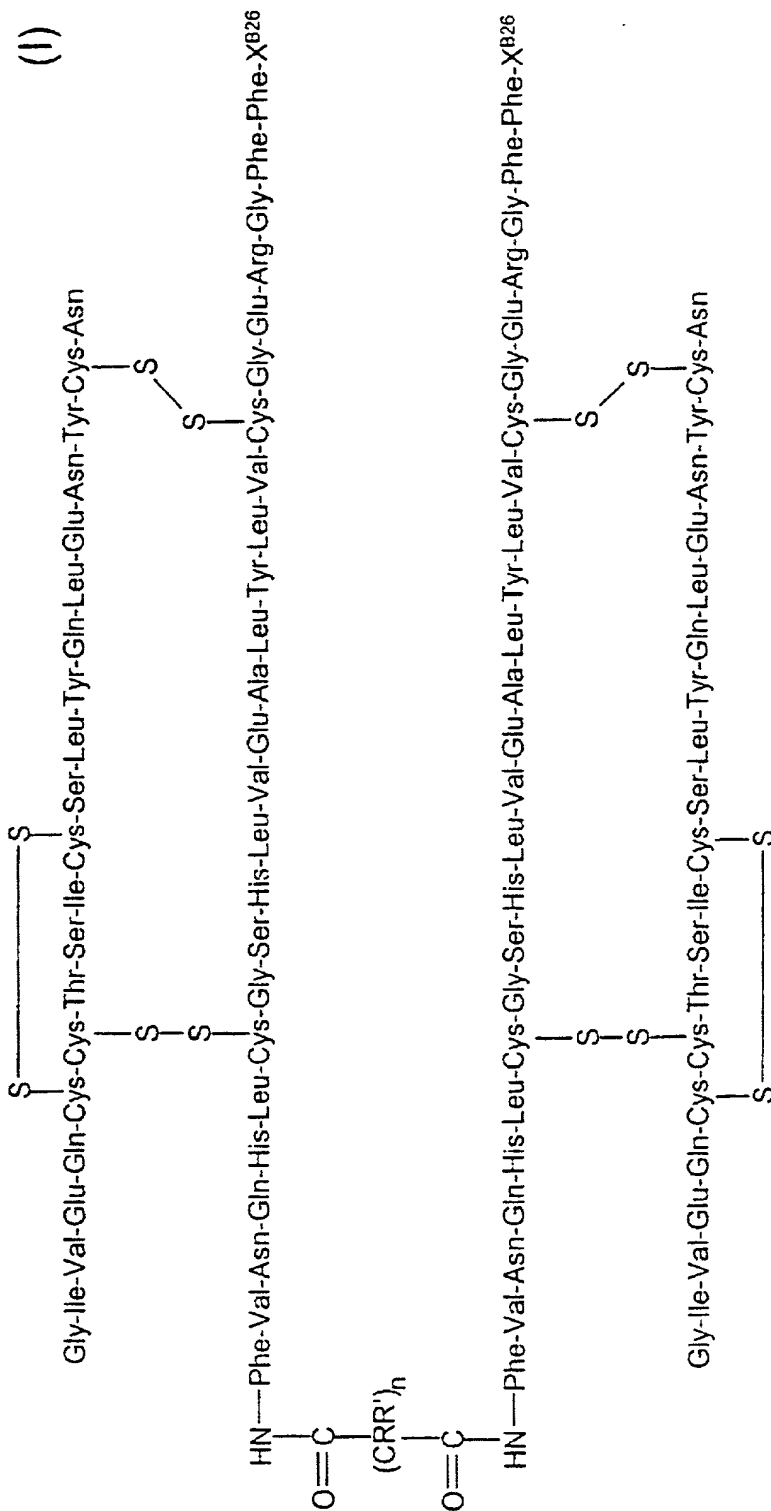 (I)
S S
Gly-Ile-Val-Glu-Gln-Cys-Cys-Thr-Ser-Ile-Cys-Ser-Leu-Tyr-Gln-Leu-Glu-Asn-Tyr-Cys-Asn
S S
S S
HN—Phe-Val-Asn-Gln-His-Leu-Cys-Gly-Ser-His-Leu-Val-Glu-Ala-Leu-Tyr-Leu-Val-Cys-Gly-Glu-Arg-Gly-Phe-Phe-X^B26
O=C
(CRR')n
O=C
HN—Phe-Val-Asn-Gln-His-Leu-Cys-Gly-Ser-His-Leu-Val-Glu-Ala-Leu-Tyr-Leu-Val-Cys-Gly-Glu-Arg-Gly-Phe-Phe-X^B26
S S
S S
Gly-Ile-Val-Glu-Gln-Cys-Cys-Thr-Ser-Ile-Cys-Ser-Leu-Tyr-Gln-Leu-Glu-Asn-Tyr-Cys-Asn
S S